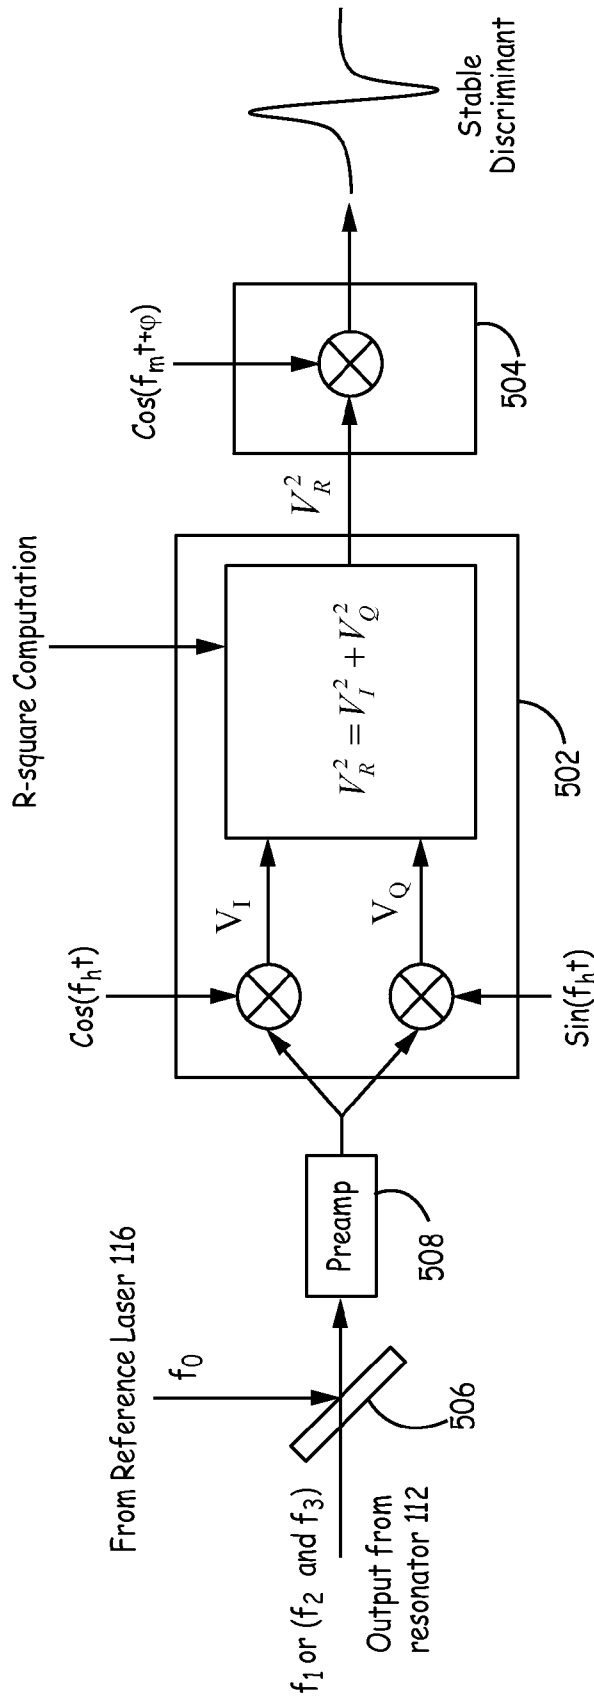 From Reference Laser 116
f0
f1 or (f2 and f3)
Output from
resonator 112
506
Preamp
508
Cos(fht)
Sin(fht)
VI
VQ
R-square Computation
V_R^2 = V_I^2 + V_Q^2
502
V_R^2
Cos(fmt+φ)
504
Stable
Discriminant